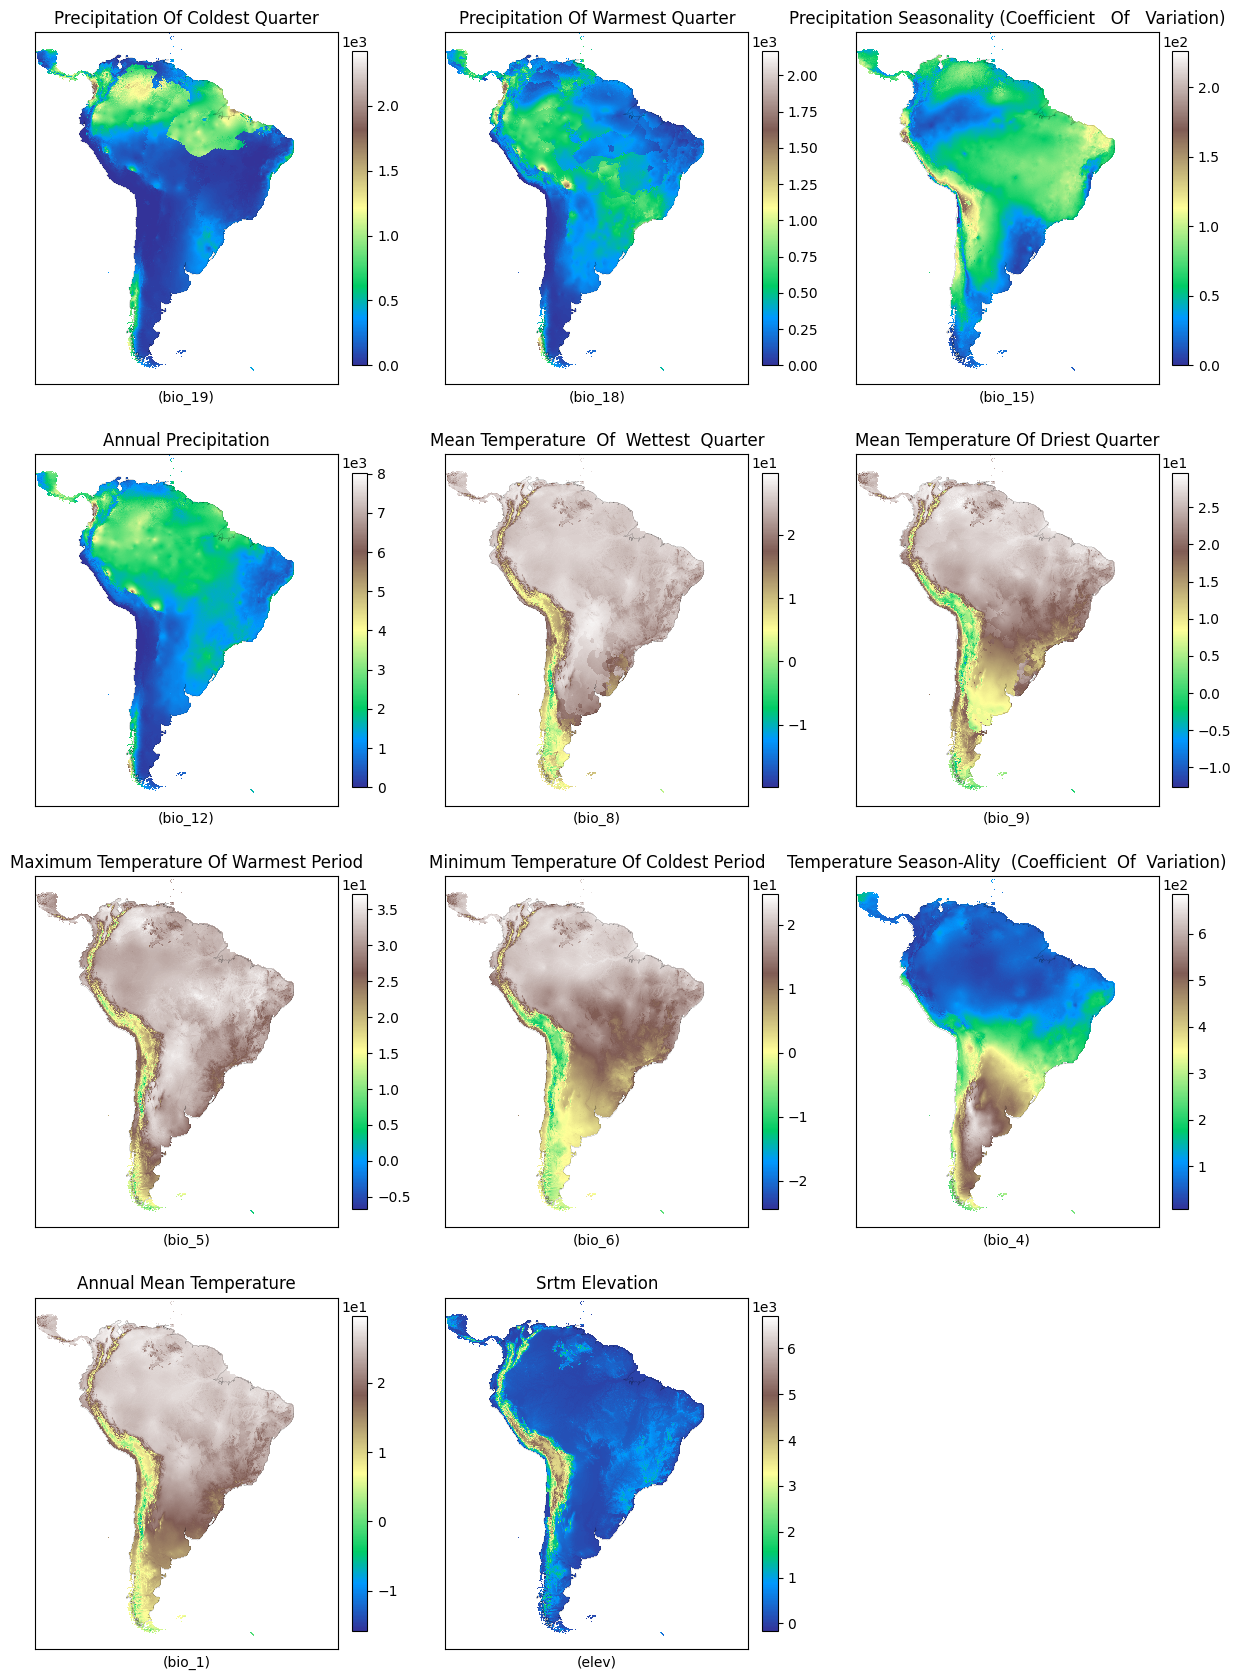 Precipitation Of Coldest Quarter
1e3
2.0
1.5
1.0
0.5
0.0
(bio_19)
Precipitation Of Warmest Quarter
1e3
2.00
1.75
1.50
1.25
1.00
0.75
0.50
0.25
0.00
(bio_18)
Precipitation Seasonality (Coefficient   Of   Variation)
1e2
2.0
1.5
1.0
0.5
0.0
(bio_15)
Annual Precipitation
1e3
8
7
6
5
4
3
2
1
0
(bio_12)
Mean Temperature  Of  Wettest  Quarter
1e1
2
1
0
−1
(bio_8)
Mean Temperature Of Driest Quarter
1e1
2.5
2.0
1.5
1.0
0.5
0.0
−0.5
−1.0
(bio_9)
Maximum Temperature Of Warmest Period
1e1
3.5
3.0
2.5
2.0
1.5
1.0
0.5
0.0
−0.5
(bio_5)
Minimum Temperature Of Coldest Period
1e1
2
1
0
−1
−2
(bio_6)
Temperature Season-Ality  (Coefficient  Of  Variation)
1e2
6
5
4
3
2
1
(bio_4)
Annual Mean Temperature
1e1
2
1
0
−1
(bio_1)
Srtm Elevation
1e3
6
5
4
3
2
1
0
(elev)